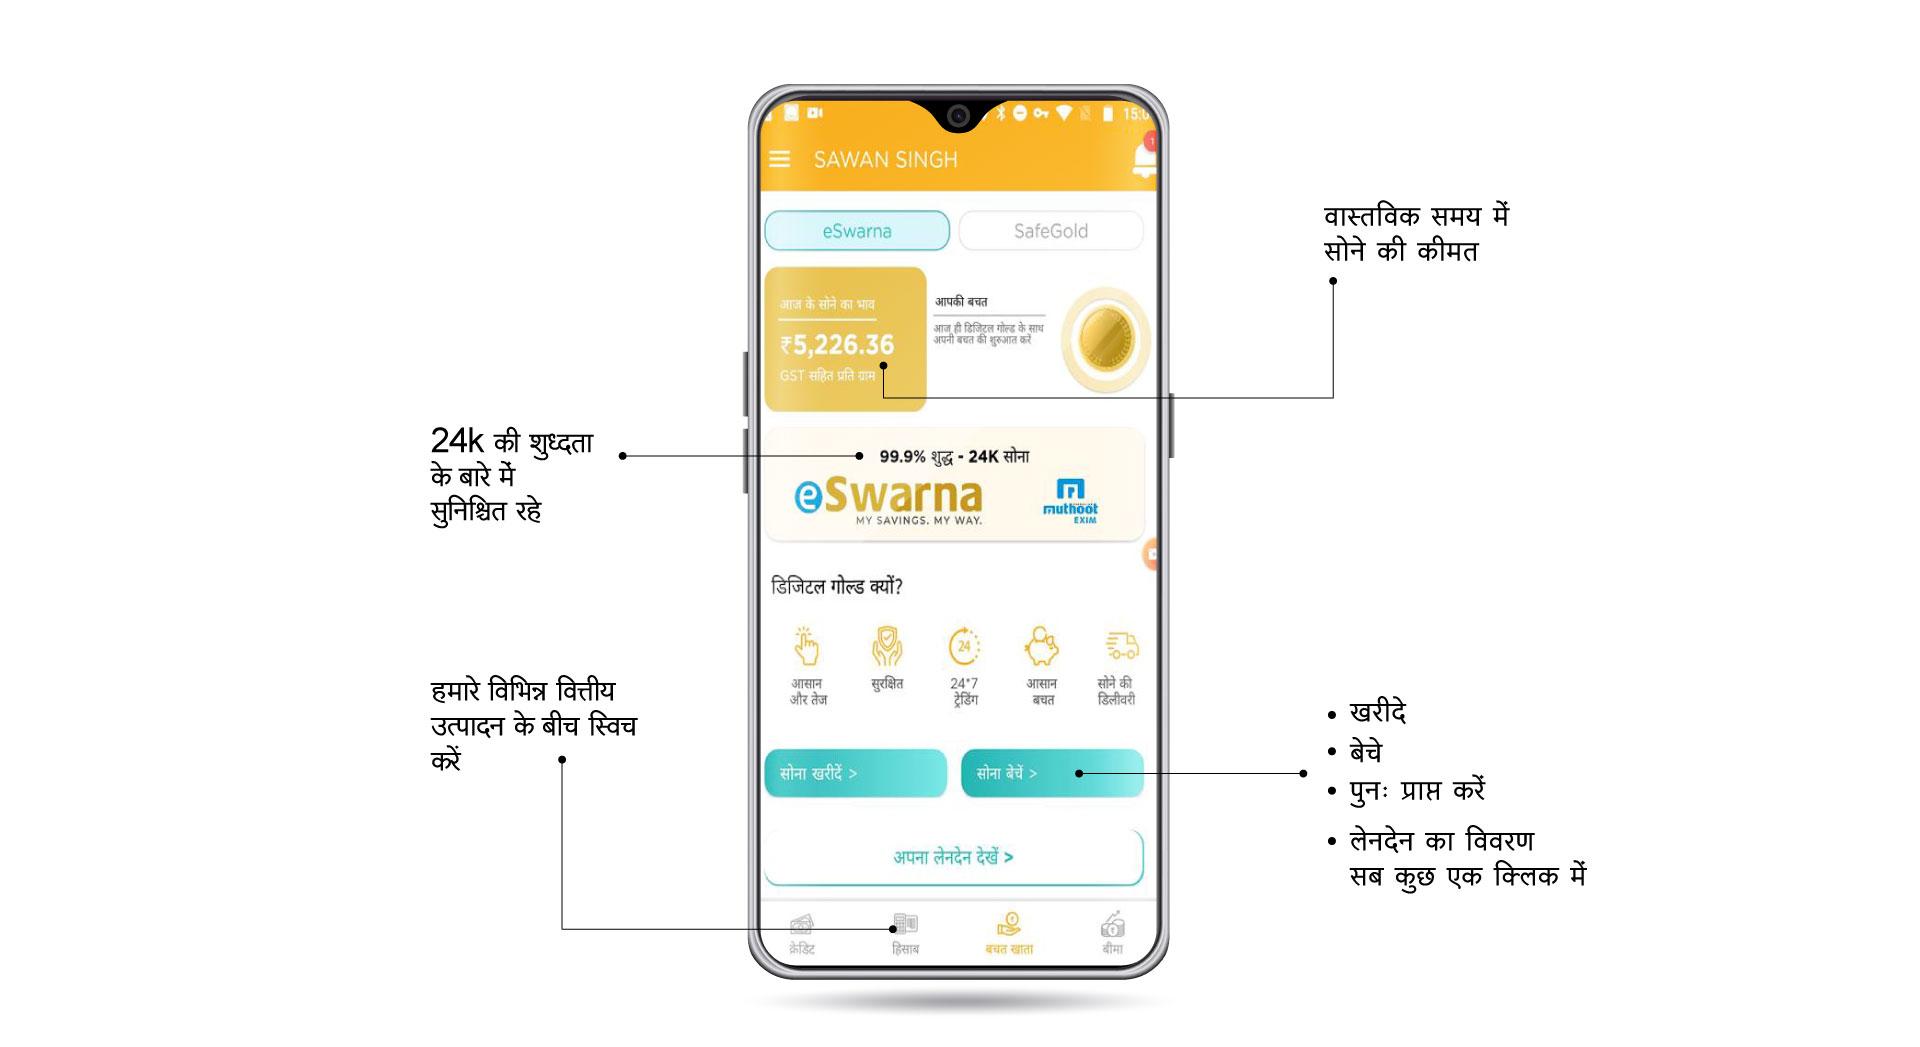 SAWAN SINGH
1
eSwarna
SafeGold
आज के सोने का भाव
₹5,226.36
GST सहित प्रति ग्राम
आपकी बचत
आज ही डिजिटल गोल्ड के साथ
अपनी बचत की शुरुआत करें
वास्तविक समय में
सोने की कीमत
24k की शुध्दता
के बारे में
सुनिश्चित रहे
99.9% शुद्ध - 24K सोना
eSwarna
MY SAVINGS. MY WAY.
muthoot
EXIM
डिजिटल गोल्ड क्यों?
24
आसान
और तेज
सुरक्षित
24*7
ट्रेडिंग
आसान
बचत
सोने की
डिलीवरी
हमारे विभिन्न वित्तीय
उत्पादन के बीच स्विच
करें
सोना खरीदें >
सोना बेचें >
• खरीदे
• बेचे
• पुनः प्राप्त करें
• लेनदेन का विवरण
सब कुछ एक क्लिक में
अपना लेनदेन देखें >
क्रेडिट
हिसाब
बचत खाता
बीमा